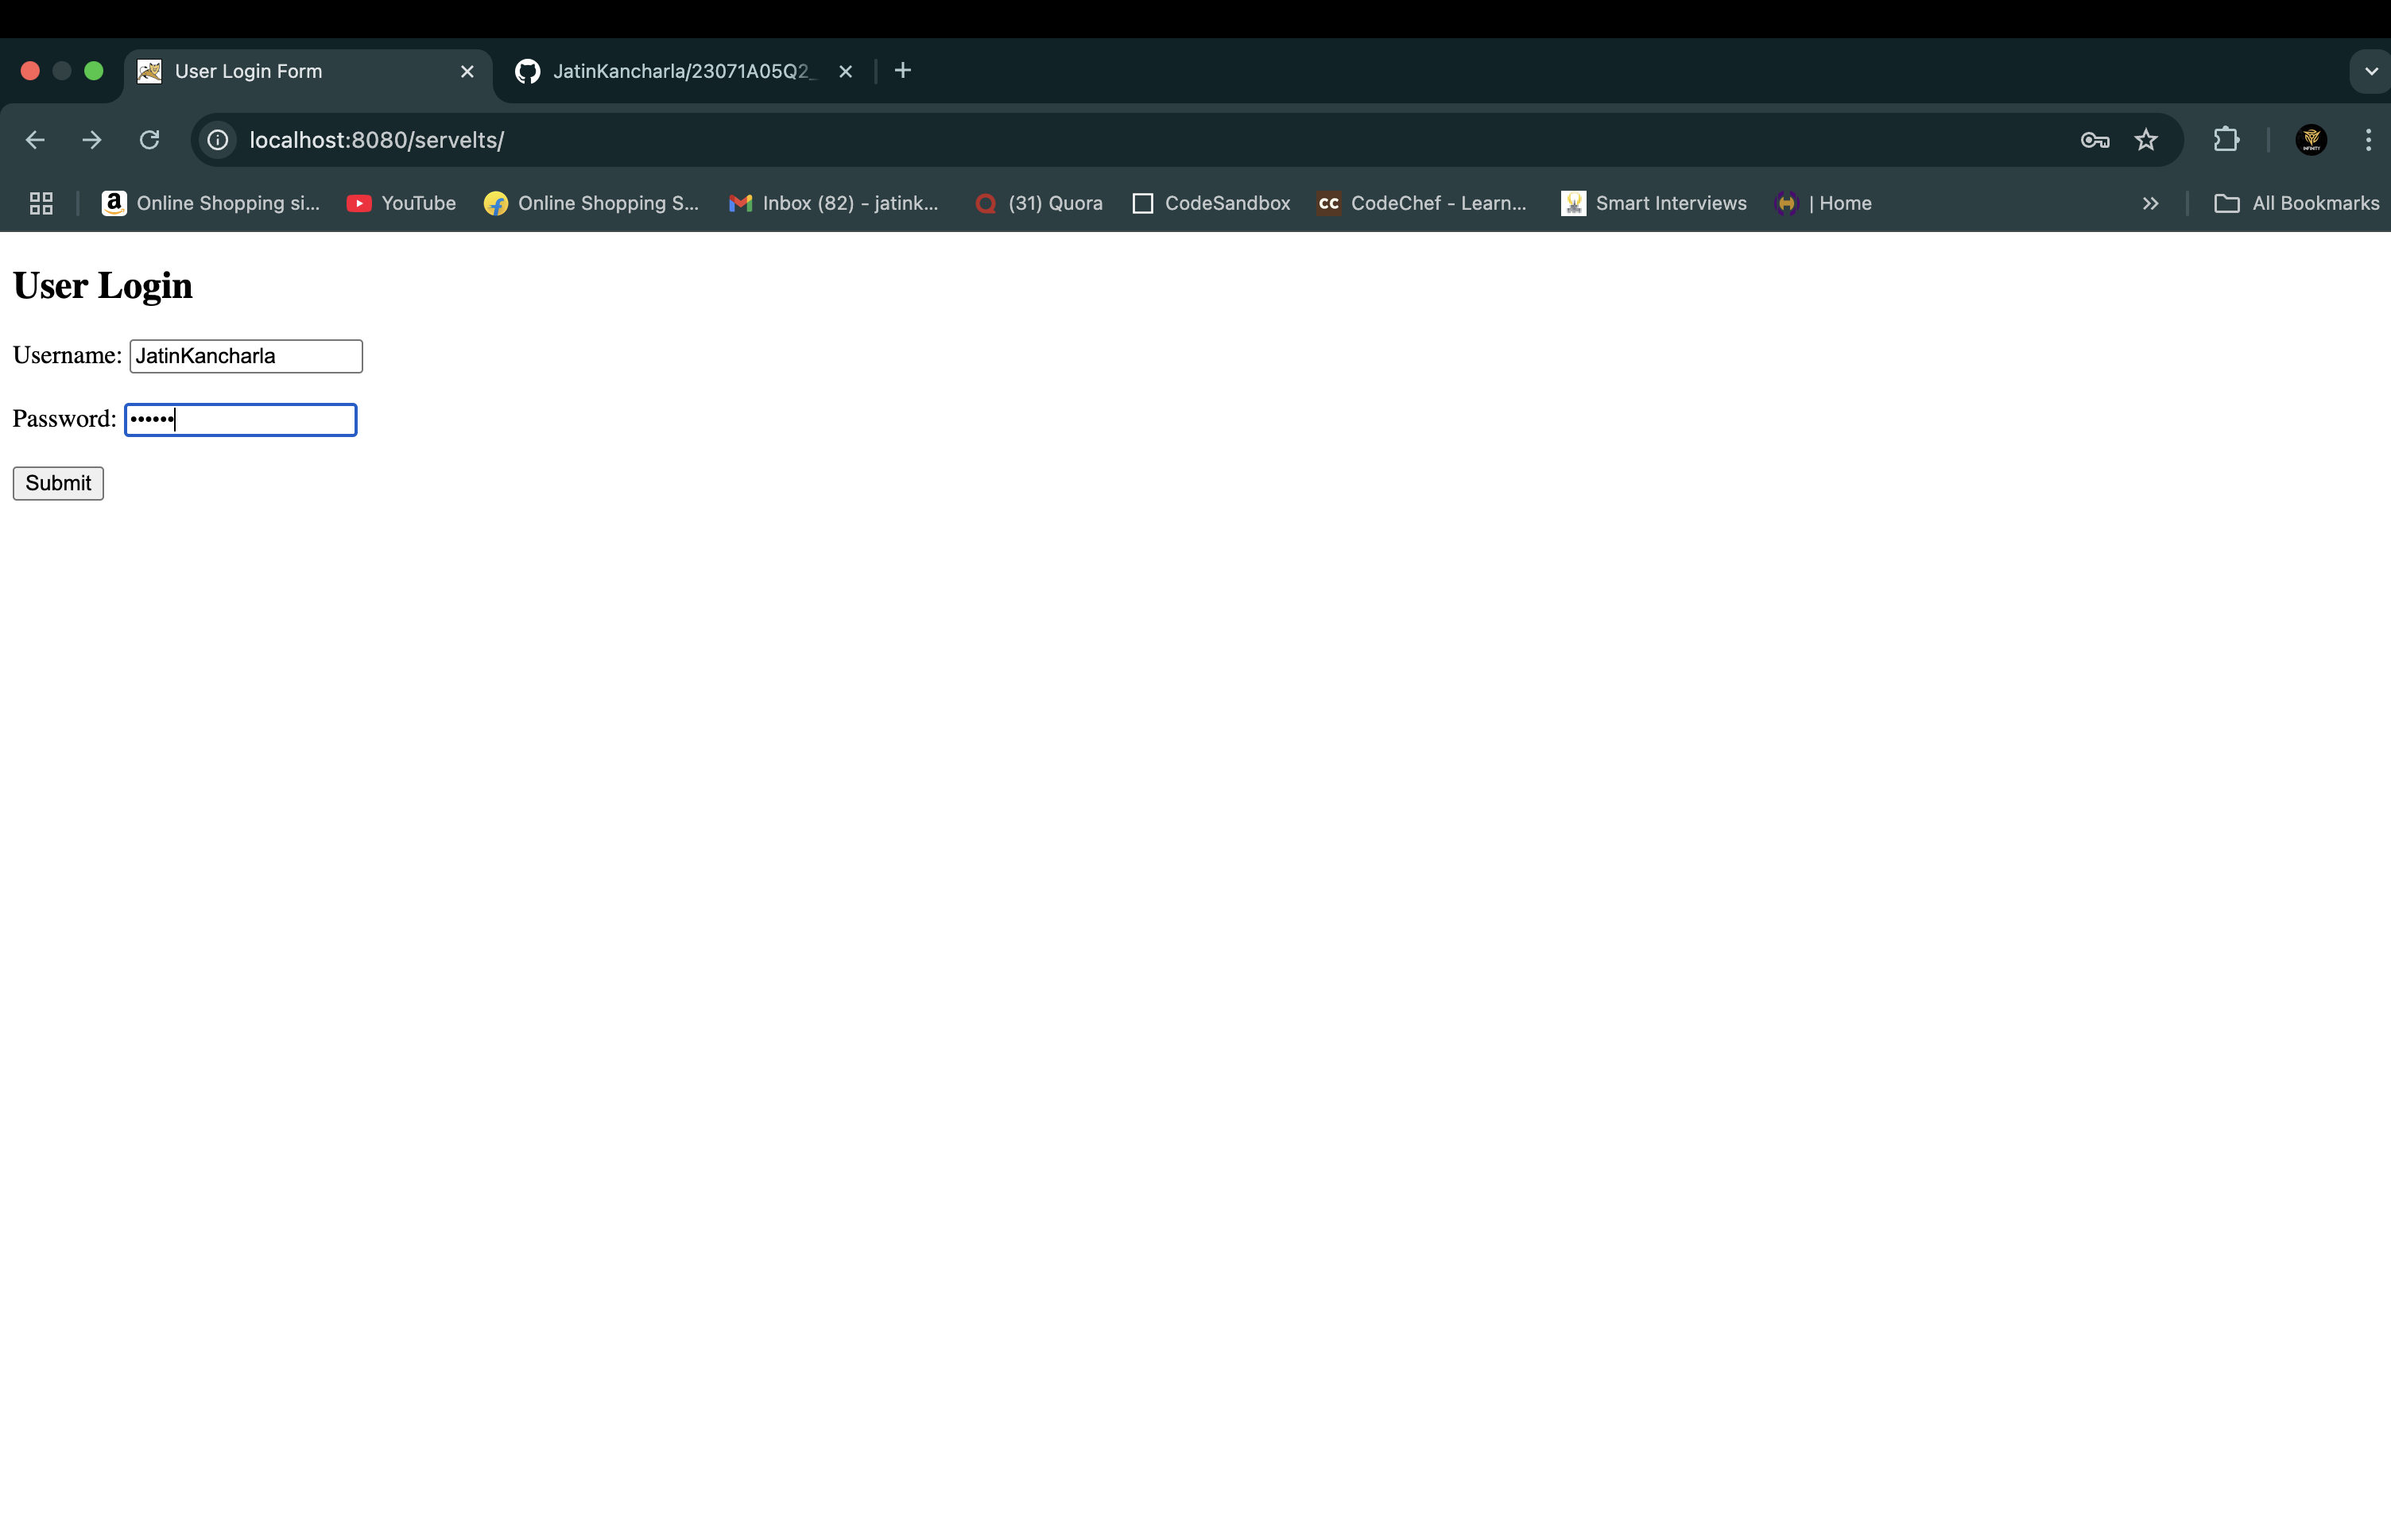 User Login Form
JatinKancharla/23071A05Q2_
localhost:8080/servelts/
a Online Shopping si... YouTube Online Shopping S... Inbox (82) - jatink... (31) Quora CodeSandbox CC CodeChef - Learn... Smart Interviews | Home All Bookmarks
User Login
Username: JatinKancharla
Password: ••••••
Submit